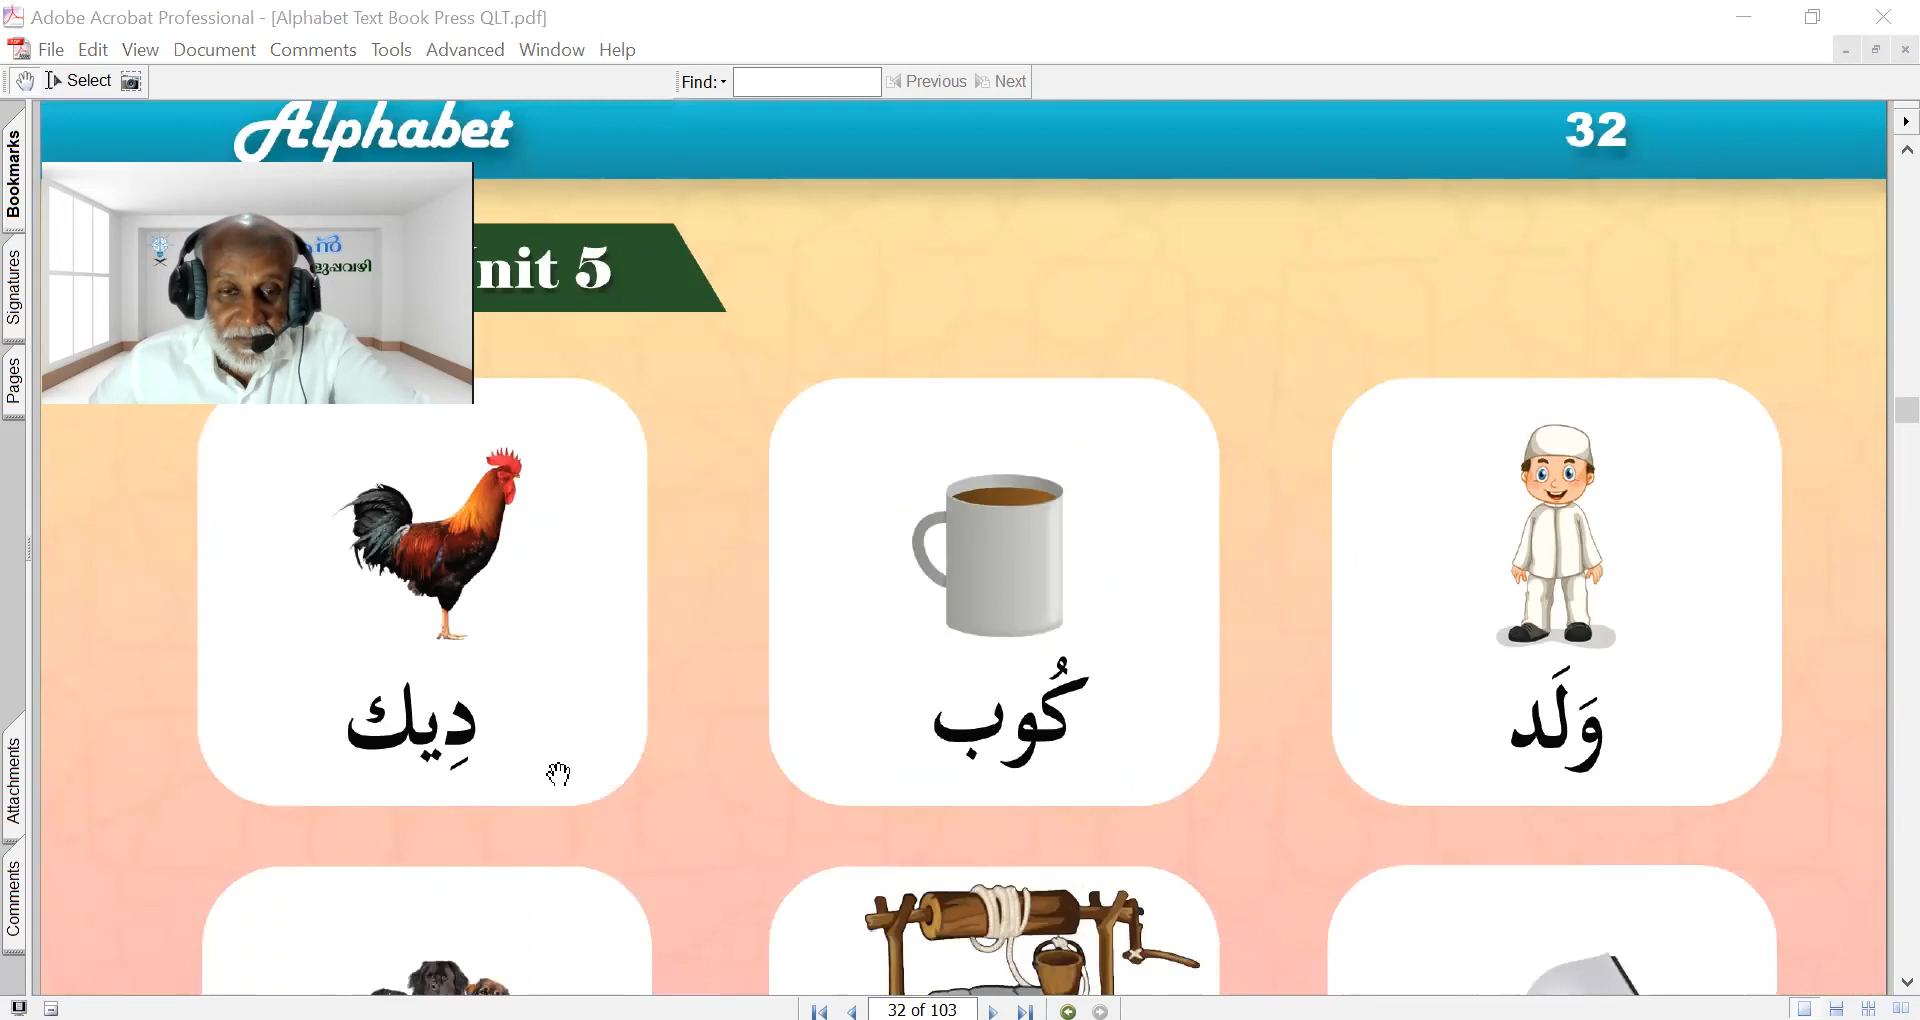 Adobe Acrobat Professional - [Alphabet Text Book Press QLT.pdf]
File Edit View Document Comments Tools Advanced Window Help
Select Find: Previous Next
Bookmarks
Signatures
Pages
Attachments
Comments
Alphabet 32
nit 5
وَلَد
كُوب
دِيك
32 of 103